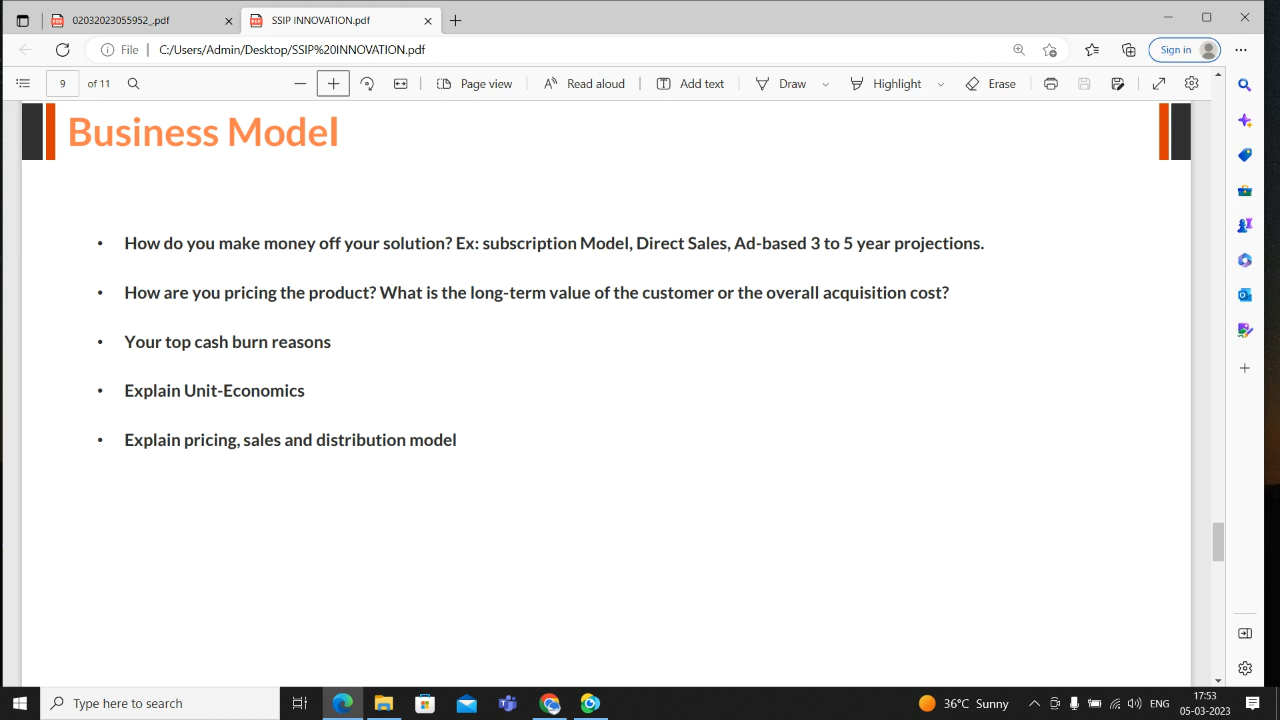 02032023055952_.pdf
SSIP INNOVATION.pdf
File
C:/Users/Admin/Desktop/SSIP%20INNOVATION.pdf
Sign in
9 of 11
Page view
Read aloud
Add text
Draw
Highlight
Erase
Business Model
• How do you make money off your solution? Ex: subscription Model, Direct Sales, Ad-based 3 to 5 year projections.
• How are you pricing the product? What is the long-term value of the customer or the overall acquisition cost?
• Your top cash burn reasons
• Explain Unit-Economics
• Explain pricing, sales and distribution model
Type here to search
36°C Sunny
ENG
17:53
05-03-2023